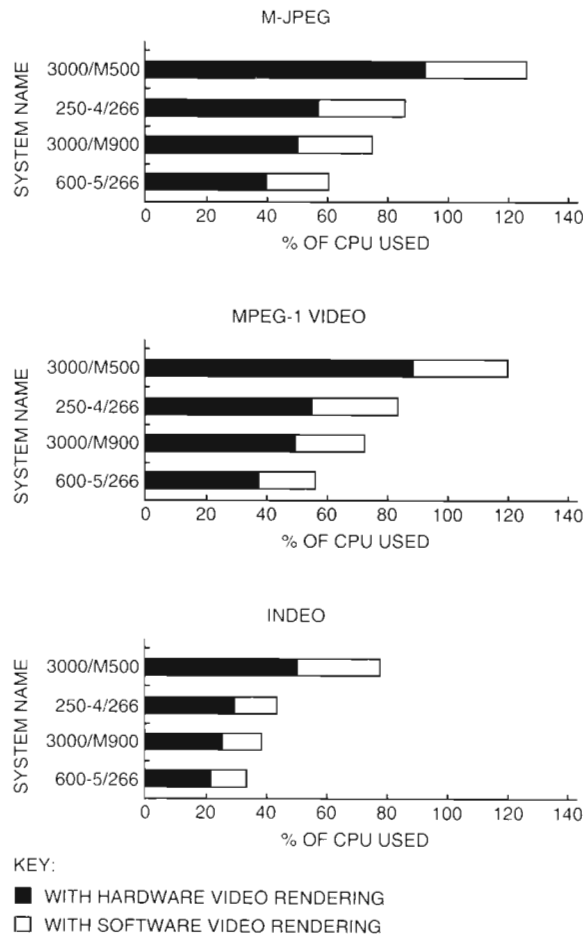 M-JPEG
SYSTEM NAME
3000/M500
250-4/266
3000/M900
600-5/266
0 20 40 60 80 100 120 140
% OF CPU USED
MPEG-1 VIDEO
SYSTEM NAME
3000/M500
250-4/266
3000/M900
600-5/266
0 20 40 60 80 100 120 140
% OF CPU USED
INDEO
SYSTEM NAME
3000/M500
250-4/266
3000/M900
600-5/266
0 20 40 60 80 100 120 140
% OF CPU USED
KEY:
WITH HARDWARE VIDEO RENDERING
WITH SOFTWARE VIDEO RENDERING